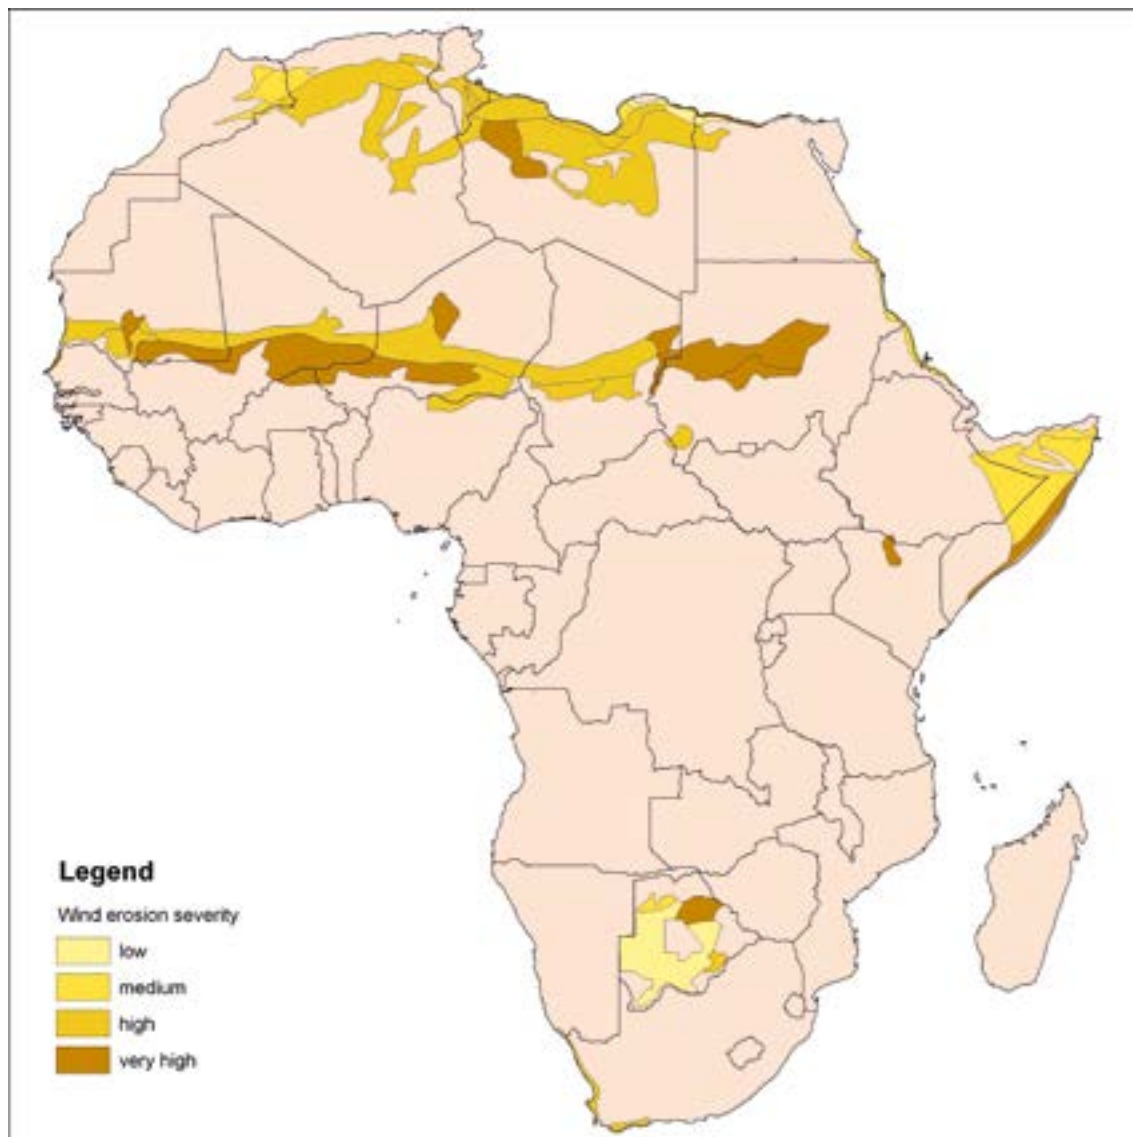 Legend
Wind erosion severity
low
medium
high
very high